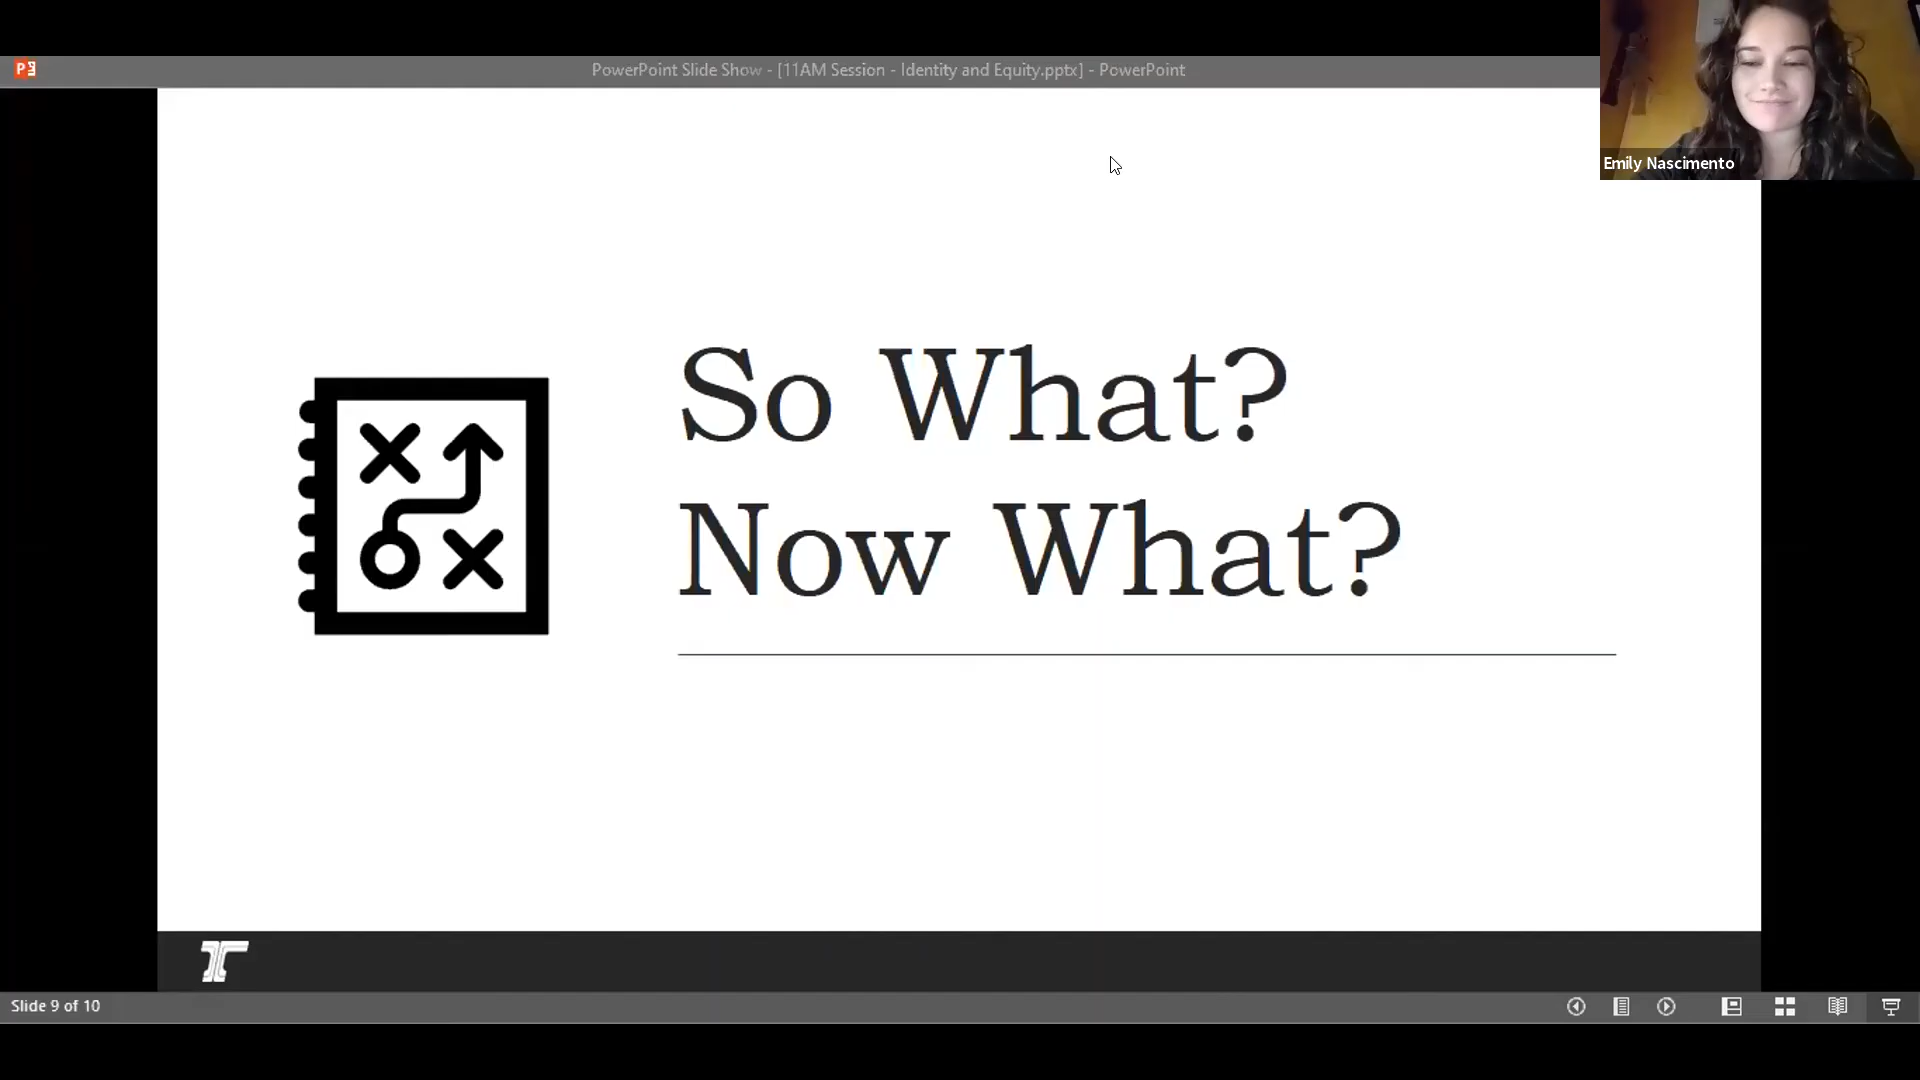 PowerPoint Slide Show - [11AM Session - Identity and Equity.pptx] - PowerPoint
Emily Nascimento
So What?
Now What?
Slide 9 of 10